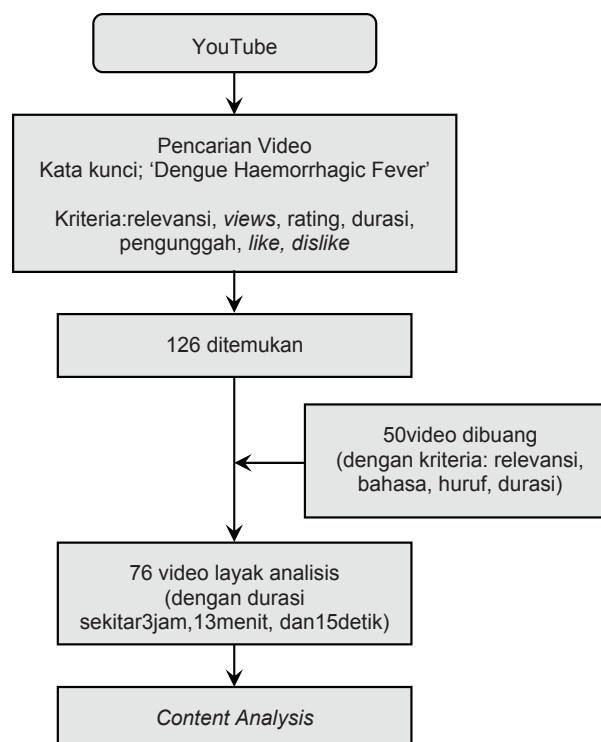 YouTube
Pencarian Video
Kata kunci; ‘Dengue Haemorrhagic Fever’
Kriteria:relevansi, views, rating, durasi,
pengunggah, like, dislike
126 ditemukan
50video dibuang
(dengan kriteria: relevansi,
bahasa, huruf, durasi)
76 video layak analisis
(dengan durasi
sekitar3jam,13menit, dan15detik)
Content Analysis